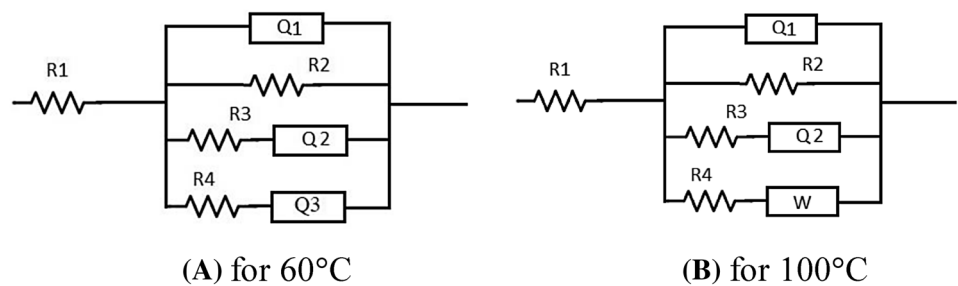 Q1
R1
R2
R3
Q2
R4
Q3
(A) for 60°C
Q1
R1
R2
R3
Q2
R4
W
(B) for 100°C